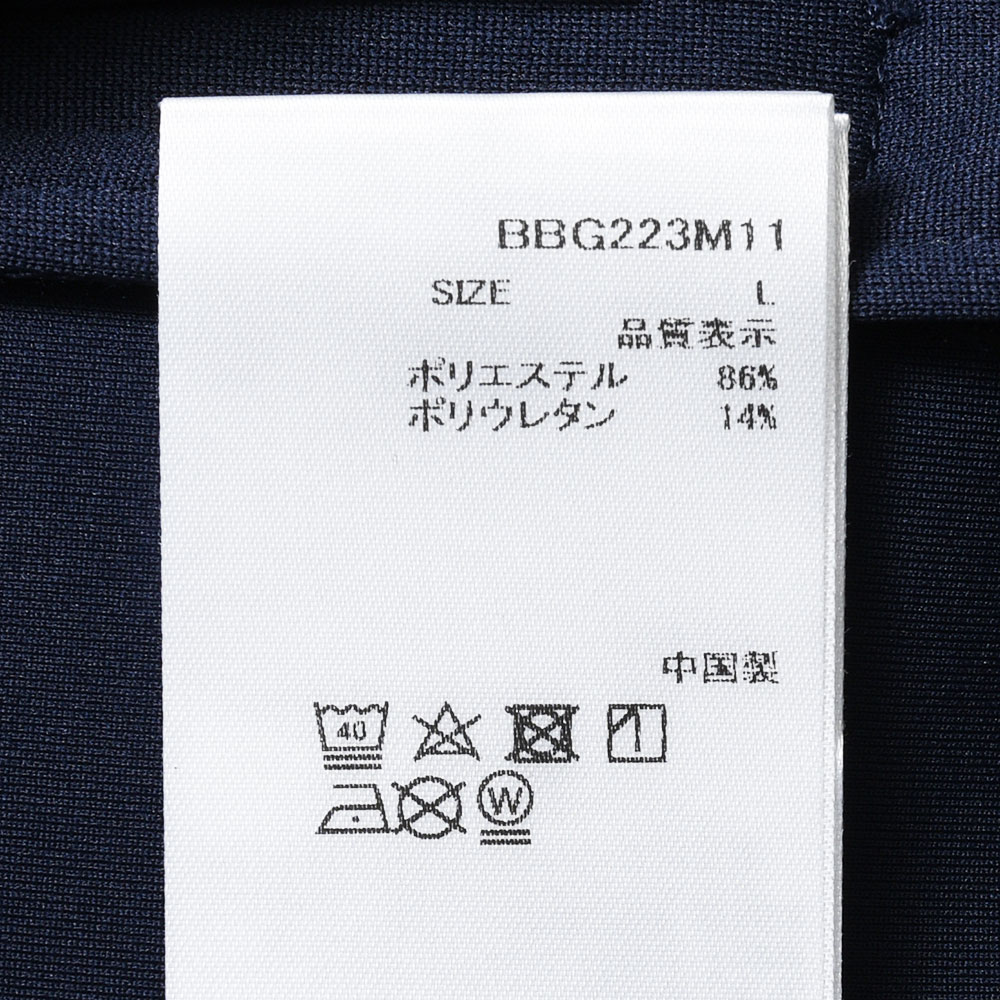 BBG223M11
SIZE L
品質表示
ポリエステル 86%
ポリウレタン 14%
中国製
40
W